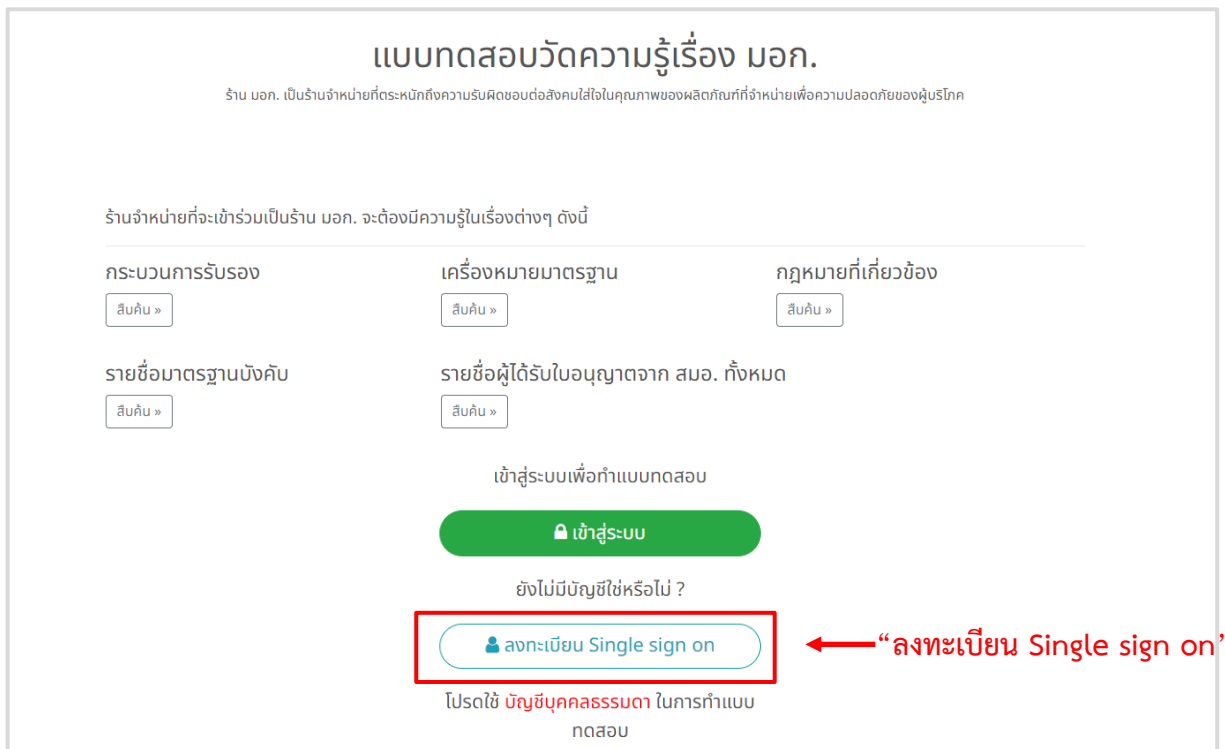 แบบทดสอบวัดความรู้เรื่อง มอก.
ร้าน มอก. เป็นร้านจำหน่ายที่ตระหนักถึงความรับผิดชอบต่อสังคมใส่ใจในคุณภาพของผลิตภัณฑ์ที่จำหน่ายเพื่อความปลอดภัยของผู้บริโภค
ร้านจำหน่ายที่จะเข้าร่วมเป็นร้าน มอก. จะต้องมีความรู้ในเรื่องต่างๆ ดังนี้
กระบวนการรับรอง เครื่องหมายมาตรฐาน กฎหมายที่เกี่ยวข้อง
สืบค้น » สืบค้น » สืบค้น »
รายชื่อมาตรฐานบังคับ รายชื่อผู้ได้รับใบอนุญาตจาก สมอ. ทั้งหมด
สืบค้น » สืบค้น »
เข้าสู่ระบบเพื่อทำแบบทดสอบ
เข้าสู่ระบบ
ยังไม่มีบัญชีใช่หรือไม่ ?
ลงทะเบียน Single sign on “ลงทะเบียน Single sign on”
โปรดใช้ บัญชีบุคคลธรรมดา ในการทำแบบ
ทดสอบ